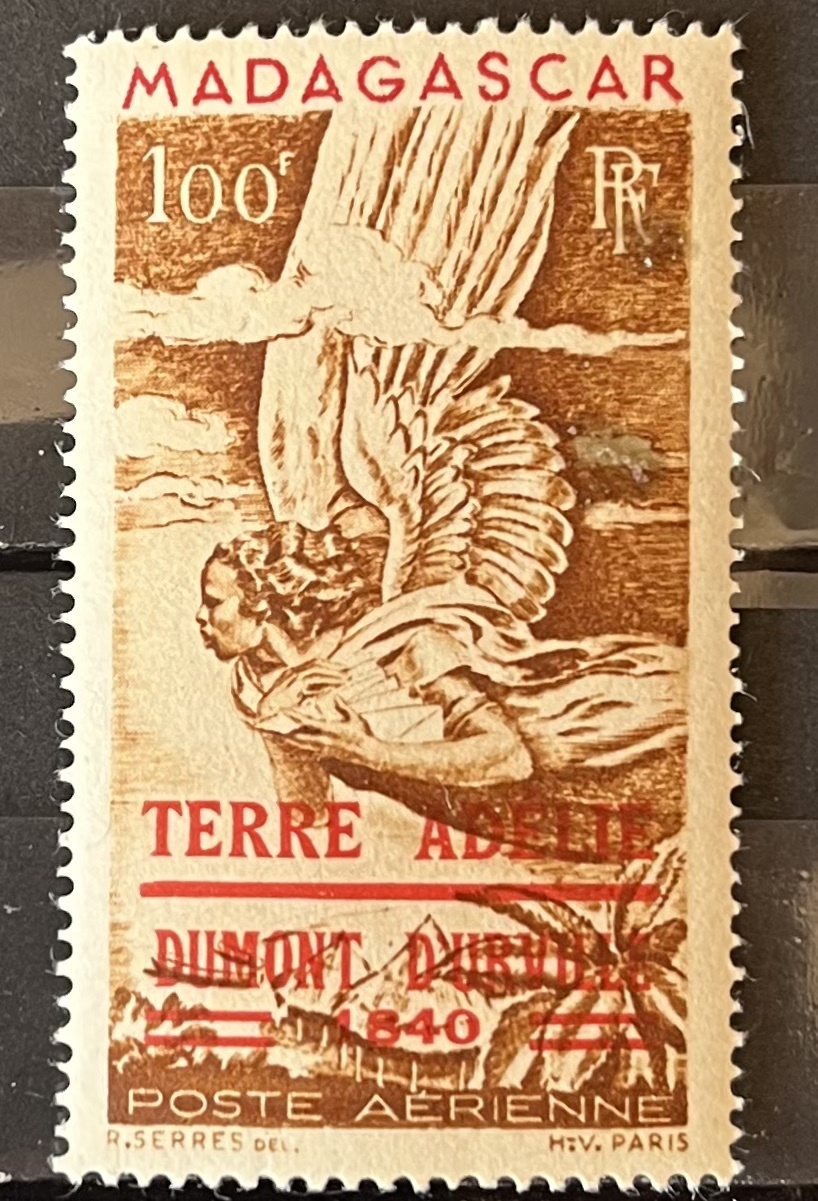 MADAGASCAR
100F RF
TERRE ADÉLIE
DUMONT D'URVILLE
1840
POSTE AÉRIENNE
R.SERRES DEL. H:V. PARIS